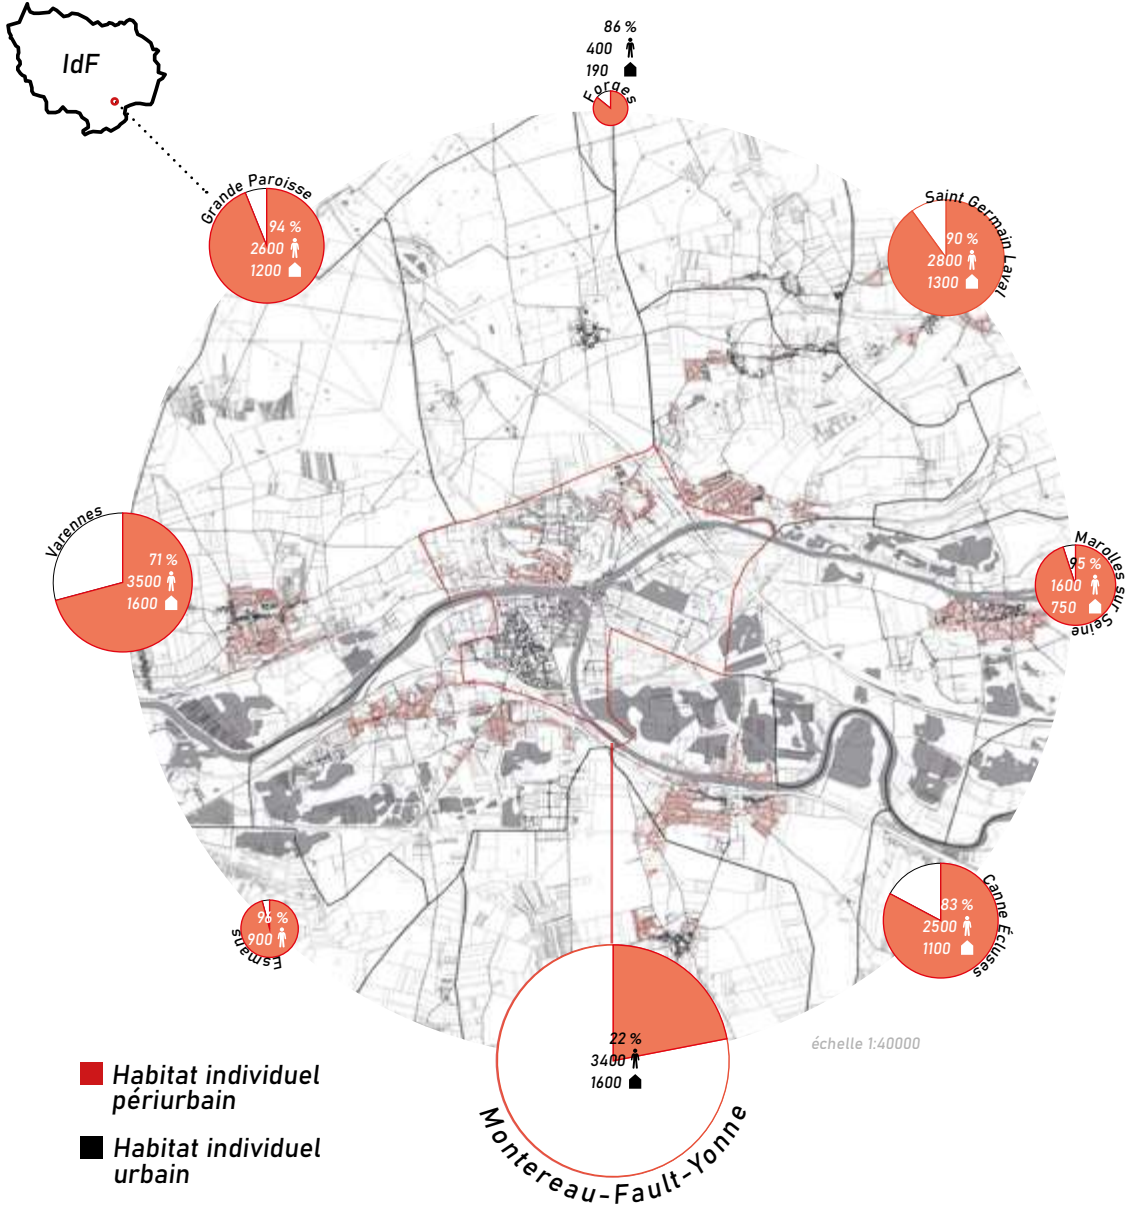 IdF
86 %
400
190
Forges
Grande Paroisse
94 %
2600
1200
Saint Germain Laval
90 %
2800
1300
Varennes
71 %
3500
1600
Marolles sur Seine
95 %
1600
750
Esmans
96 %
900
Canne Écluses
83 %
2500
1100
22 %
3400
1600
Montereau-Fault-Yonne
échelle 1:40000
Habitat individuel
périurbain
Habitat individuel
urbain